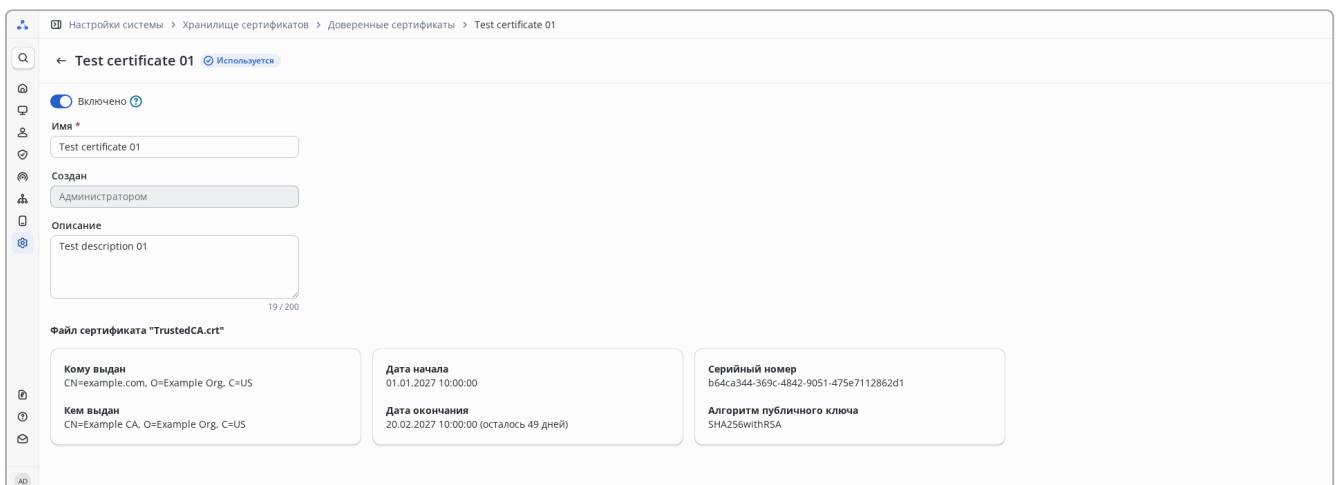 Настройки системы > Хранилище сертификатов > Доверенные сертификаты > Test certificate 01
Test certificate 01 Используется
Включено
Имя *
Test certificate 01
Создан
Администратором
Описание
Test description 01
19 / 200
Файл сертификата "TrustedCA.crt"
Кому выдан
CN=example.com, O=Example Org, C=US
Кем выдан
CN=Example CA, O=Example Org, C=US
Дата начала
01.01.2027 10:00:00
Дата окончания
20.02.2027 10:00:00 (осталось 49 дней)
Серийный номер
b64ca344-369c-4842-9051-475e7112862d1
Алгоритм публичного ключа
SHA256withRSA
AD